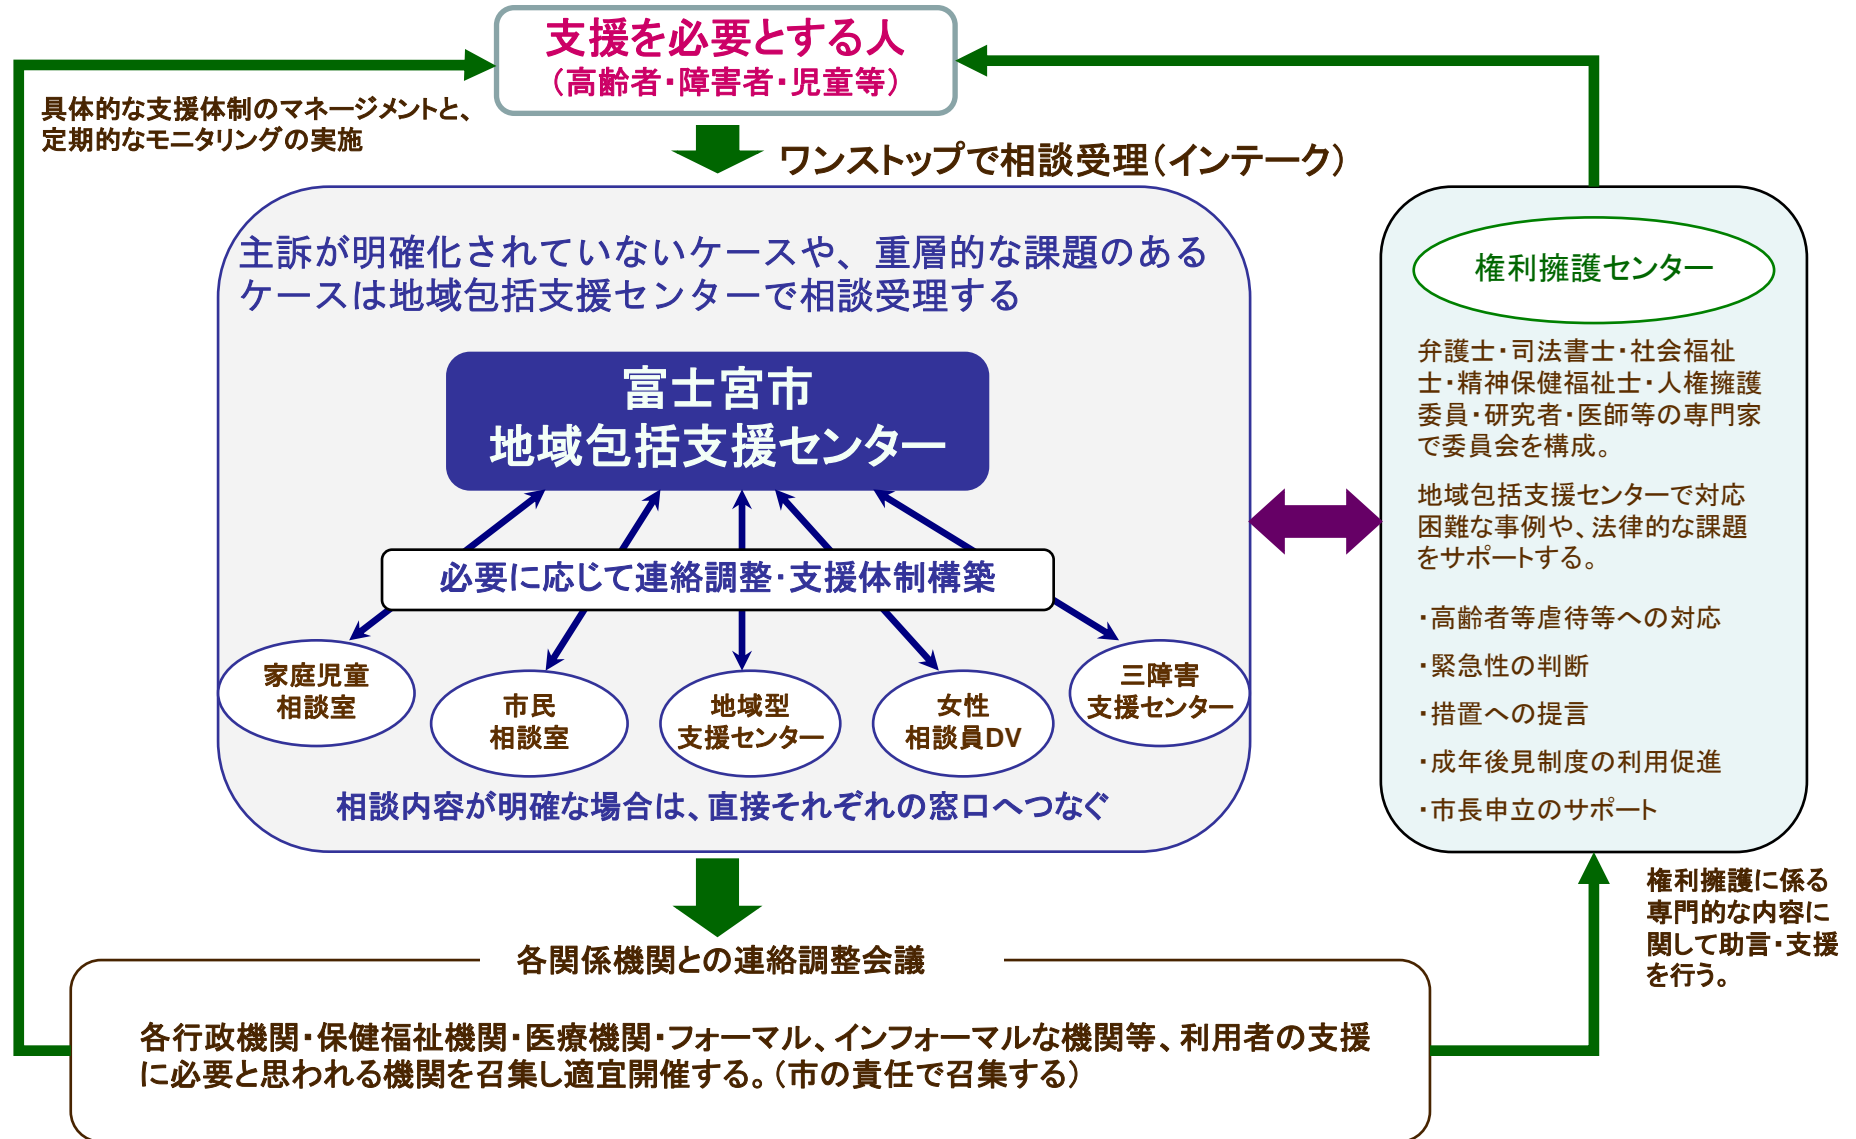 支援を必要とする人
（高齢者・障害者・児童等）
具体的な支援体制のマネージメントと、
定期的なモニタリングの実施
ワンストップで相談受理（インテーク）
主訴が明確化されていないケースや、重層的な課題のある
ケースは地域包括支援センターで相談受理する
富士宮市
地域包括支援センター
必要に応じて連絡調整・支援体制構築
家庭児童
相談室
市民
相談室
地域型
支援センター
女性
相談員DV
三障害
支援センター
相談内容が明確な場合は、直接それぞれの窓口へつなぐ
権利擁護センター
弁護士・司法書士・社会福祉
士・精神保健福祉士・人権擁護
委員・研究者・医師等の専門家
で委員会を構成。
地域包括支援センターで対応
困難な事例や、法律的な課題
をサポートする。
・高齢者等虐待等への対応
・緊急性の判断
・措置への提言
・成年後見制度の利用促進
・市長申立のサポート
権利擁護に係る
専門的な内容に
関して助言・支援
を行う。
各関係機関との連絡調整会議
各行政機関・保健福祉機関・医療機関・フォーマル、インフォーマルな機関等、利用者の支援
に必要と思われる機関を召集し適宜開催する。（市の責任で召集する）